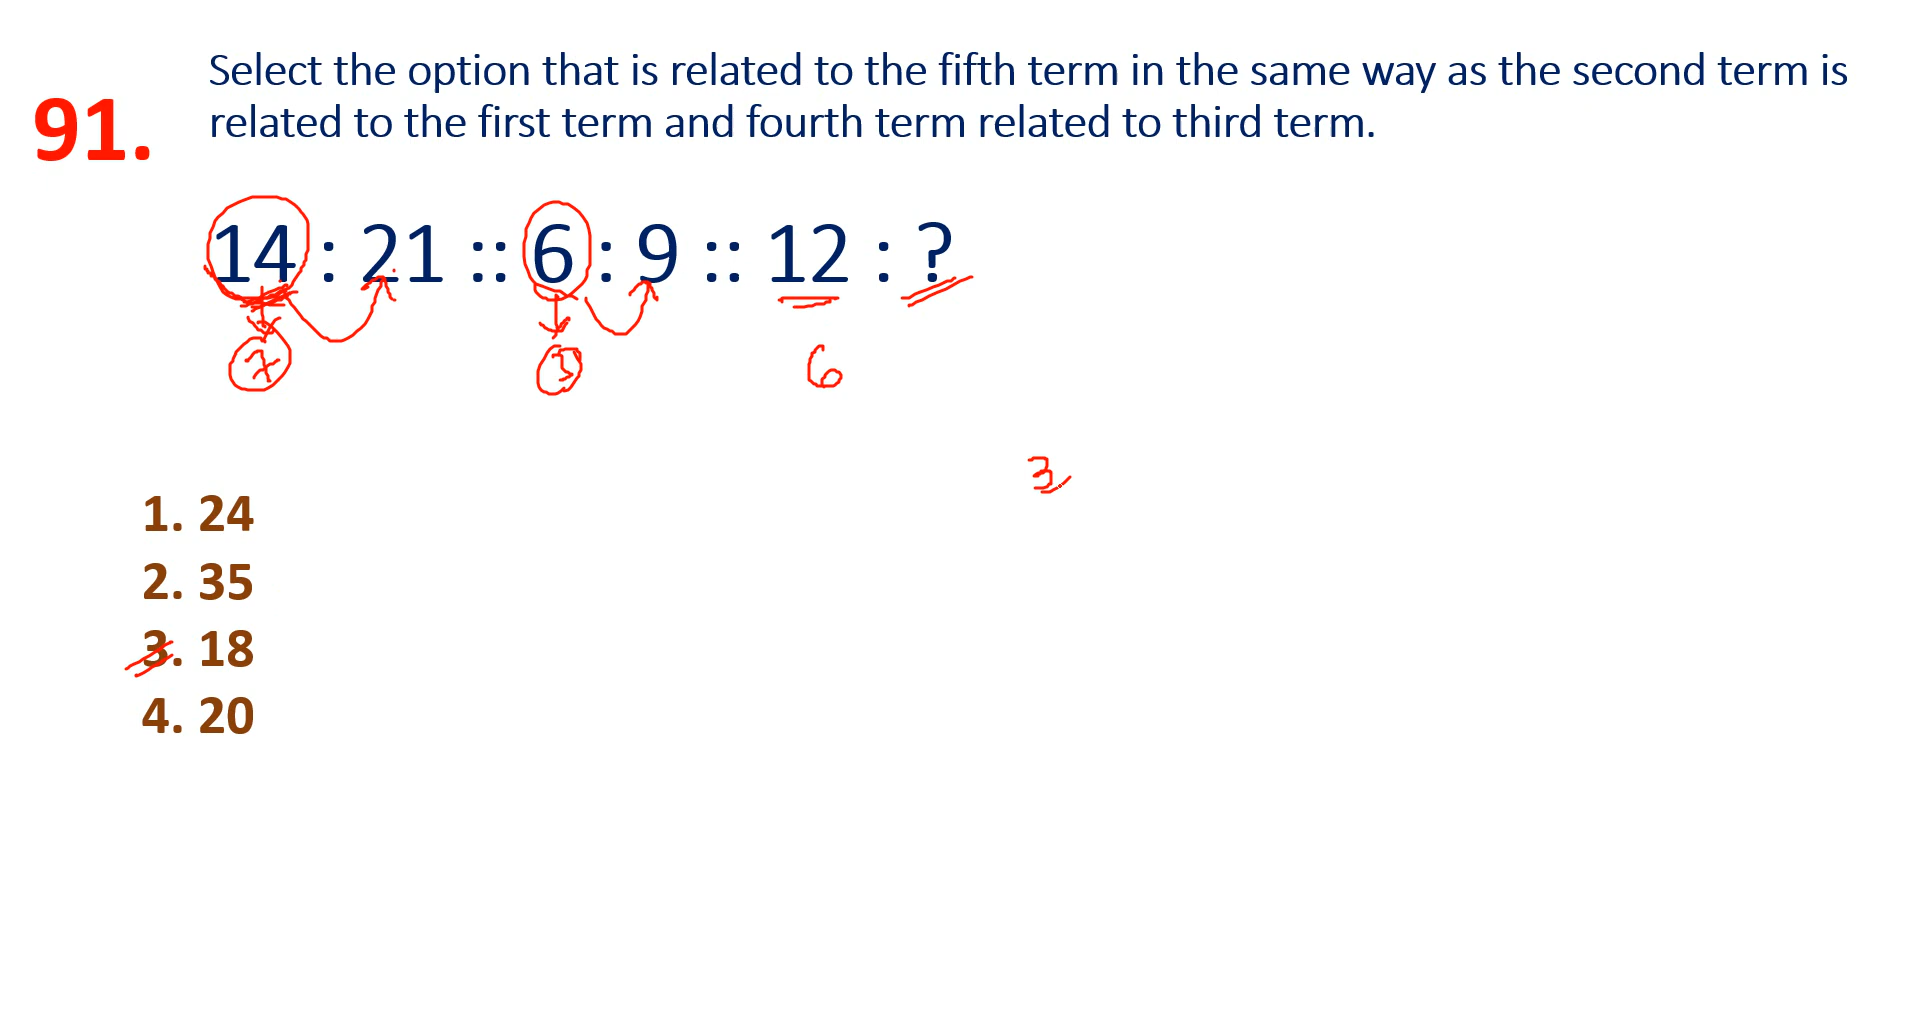 91.
Select the option that is related to the fifth term in the same way as the second term is
related to the first term and fourth term related to third term.
14 : 21 :: 6 : 9 :: 12 : ?
7 3 6
3
1. 24
2. 35
3. 18
4. 20